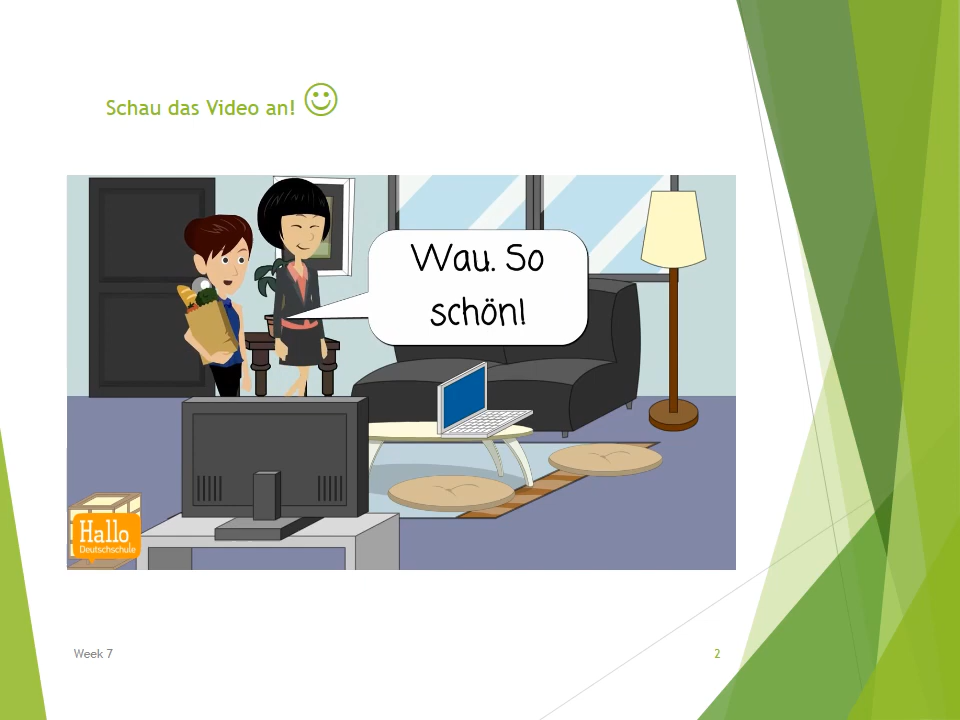 Schau das Video an!
Wau. So
schön!
Hallo
Deutschschule
Week 7
2